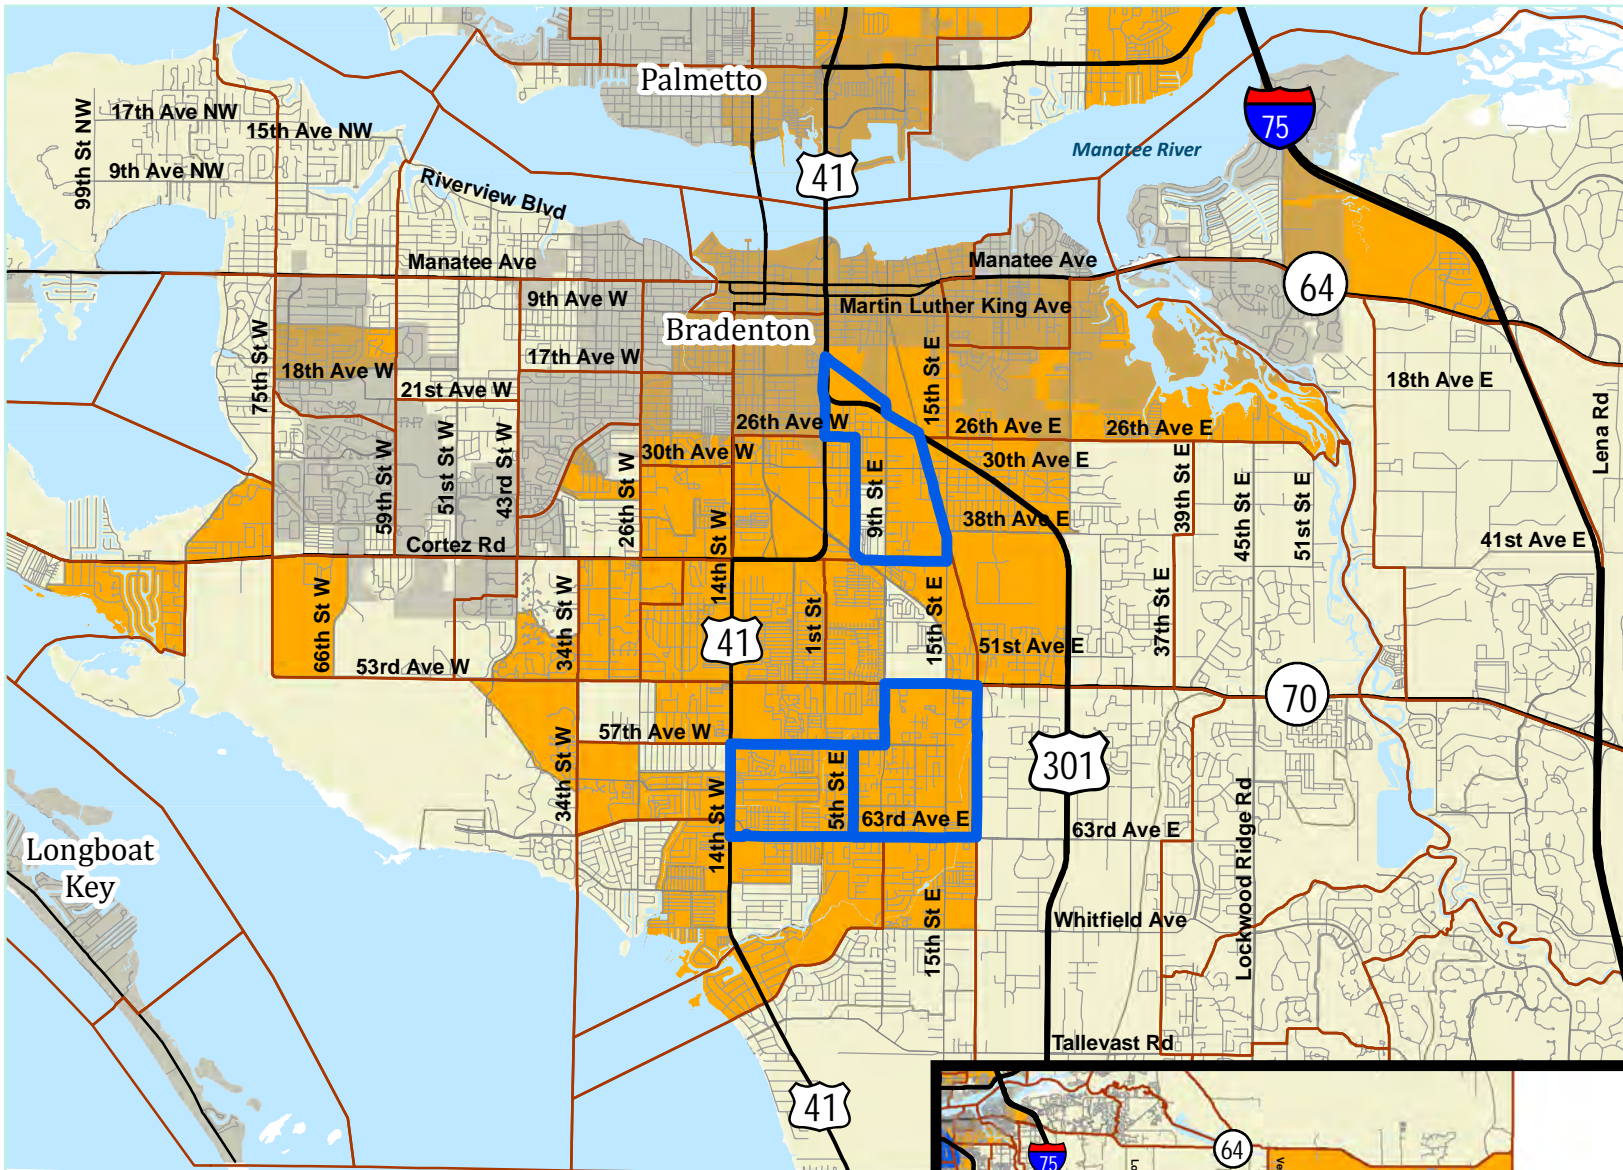 Palmetto
17th Ave NW
15th Ave NW
99th St NW
9th Ave NW
Riverview Blvd
75
Manatee River
41
Manatee Ave
Manatee Ave
64
9th Ave W
Martin Luther King Ave
Bradenton
75th St W
17th Ave W
15th St E
18th Ave W
21st Ave W
18th Ave E
Lena Rd
26th Ave W
26th Ave E
26th Ave E
59th St W
51st St W
43rd St W
26th St W
30th Ave W
30th Ave E
9th St E
39th St E
45th St E
51st St E
38th Ave E
14th St W
Cortez Rd
41st Ave E
66th St W
34th St W
41
1st St
15th St E
51st Ave E
37th St E
53rd Ave W
70
57th Ave W
34th St W
14th St W
5th St E
63rd Ave E
301
63rd Ave E
Lockwood Ridge Rd
Longboat
Key
15th St E
Whitfield Ave
Tallevast Rd
41
64
75
Lo
Ve